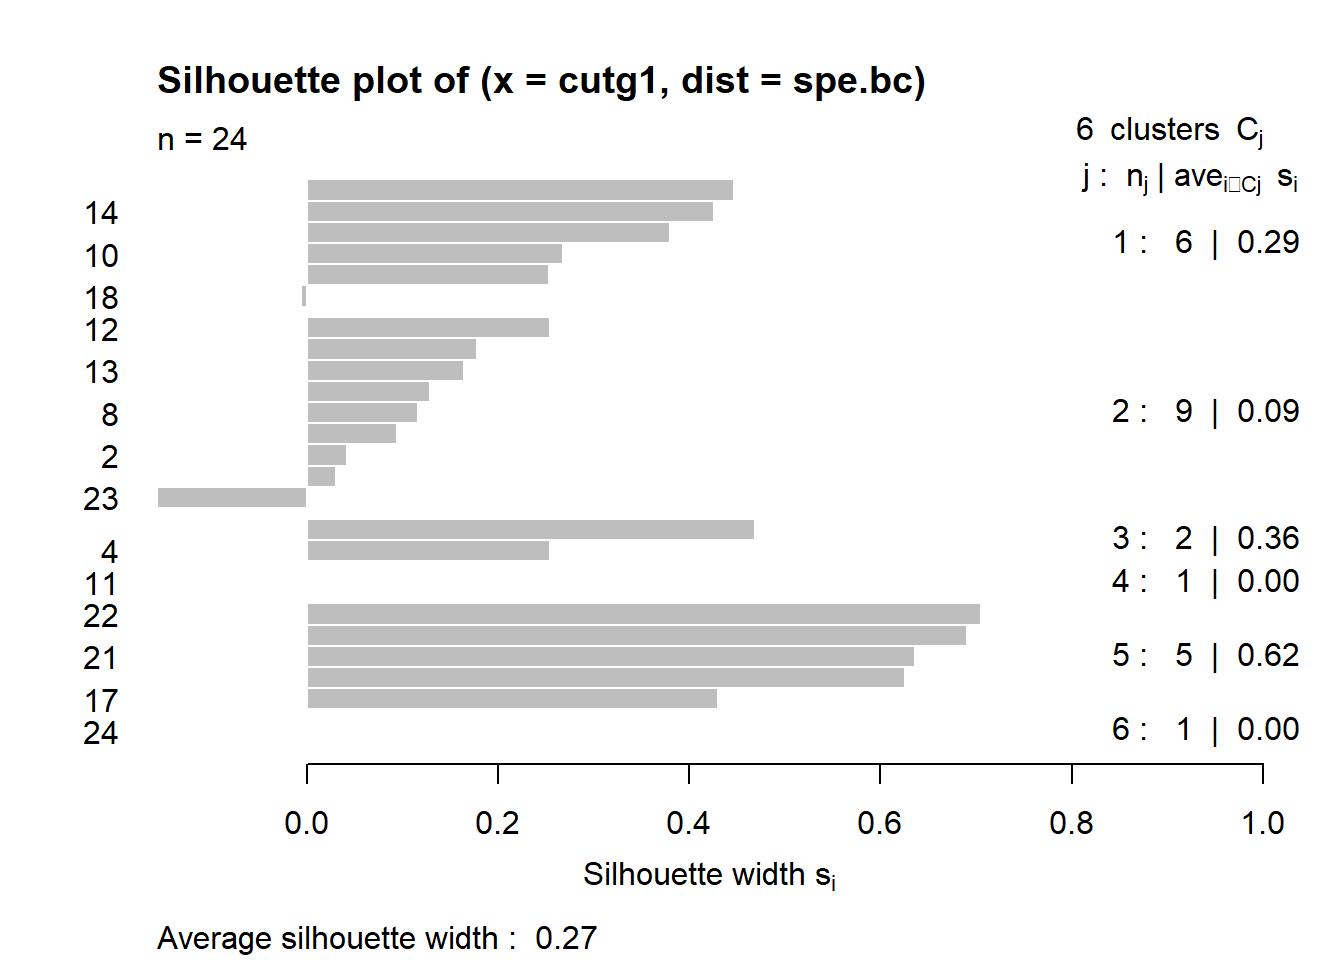 Silhouette plot of (x = cutg1, dist = spe.bc)
n = 24
6 clusters Cj
j : nj | avei□Cj si
14
10
18
12
13
8
2
23
4
11
22
21
17
24
1 : 6 | 0.29
2 : 9 | 0.09
3 : 2 | 0.36
4 : 1 | 0.00
5 : 5 | 0.62
6 : 1 | 0.00
0.0 0.2 0.4 0.6 0.8 1.0
Silhouette width si
Average silhouette width : 0.27